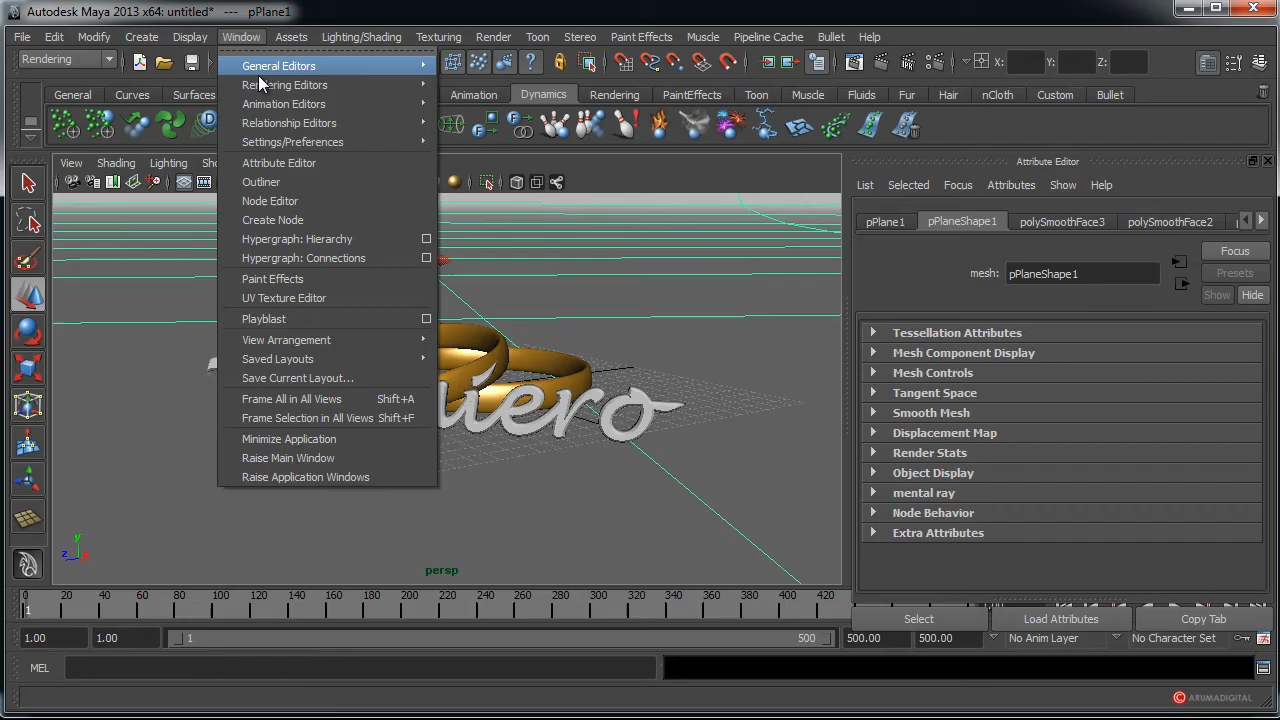 Autodesk Maya 2013 x64: untitled* --- pPlane1
File Edit Modify Create Display Window Assets Lighting/Shading Texturing Render Toon Stereo Paint Effects Muscle Pipeline Cache Bullet Help
Rendering X: Y: Z:
General Curves Surfaces Animation Dynamics Rendering PaintEffects Toon Muscle Fluids Fur Hair nCloth Custom Bullet
General Editors
Rendering Editors
Animation Editors
Relationship Editors
Settings/Preferences
Attribute Editor
Outliner
Node Editor
Create Node
Hypergraph: Hierarchy
Hypergraph: Connections
Paint Effects
UV Texture Editor
Playblast
View Arrangement
Saved Layouts
Save Current Layout...
Frame All in All Views Shift+A
Frame Selection in All Views Shift+F
Minimize Application
Raise Main Window
Raise Application Windows
View Shading Lighting Sho
iero
y
z x
persp
Attribute Editor
List Selected Focus Attributes Show Help
pPlane1 pPlaneShape1 polySmoothFace3 polySmoothFace2
Focus
mesh: pPlaneShape1
Presets
Show Hide
Tessellation Attributes
Mesh Component Display
Mesh Controls
Tangent Space
Smooth Mesh
Displacement Map
Render Stats
Object Display
mental ray
Node Behavior
Extra Attributes
Select Load Attributes Copy Tab
0 20 40 60 80 100 120 140 160 180 200 220 240 260 280 300 320 340 360 380 400 420
1
1.00 1.00 1 500 500.00 500.00 No Anim Layer No Character Set
MEL
© ARUMADIGITAL